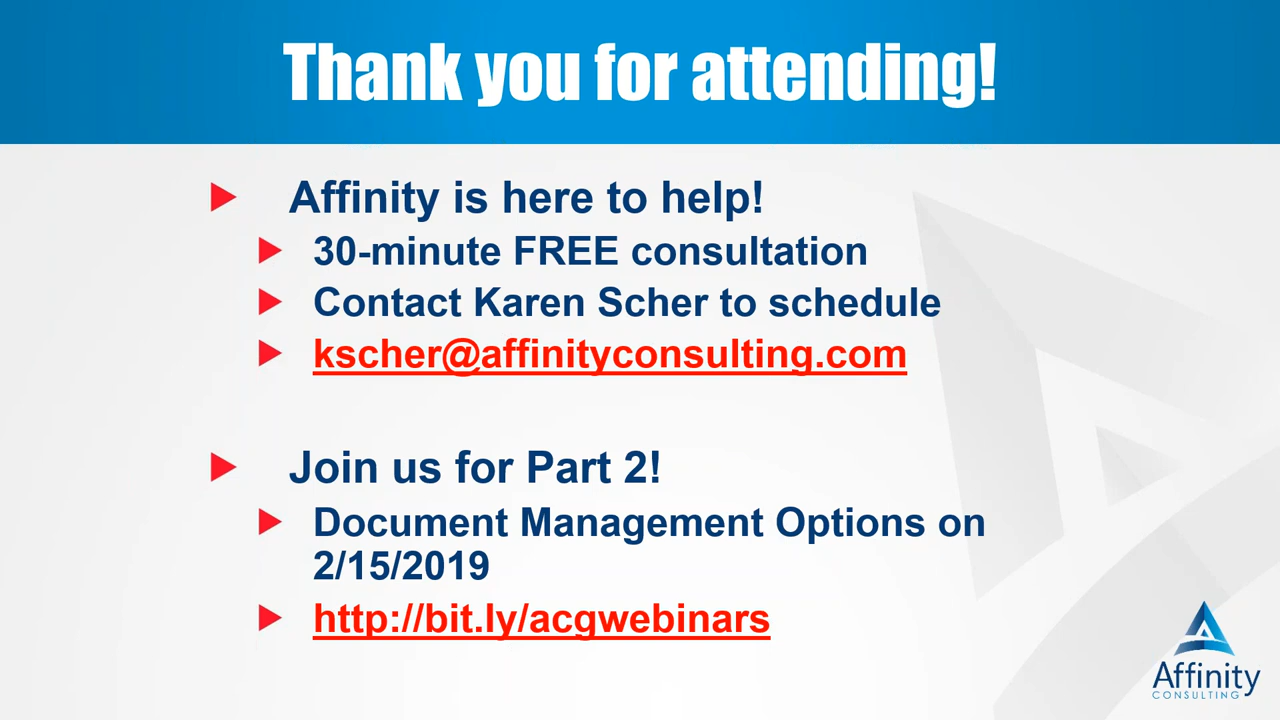 Thank you for attending!
Affinity is here to help!
30-minute FREE consultation
Contact Karen Scher to schedule
kscher@affinityconsulting.com
Join us for Part 2!
Document Management Options on
2/15/2019
http://bit.ly/acgwebinars
Affinity
CONSULTING